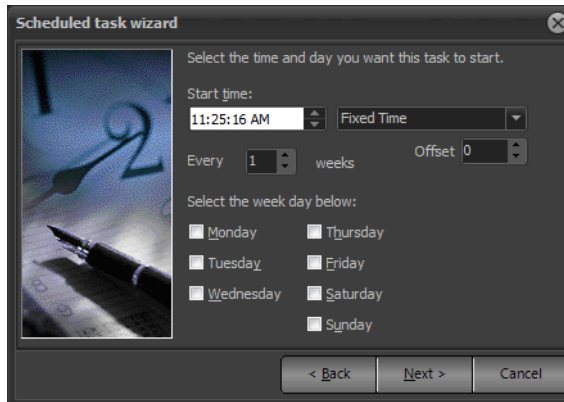 Scheduled task wizard
Select the time and day you want this task to start.
Start time:
11:25:16 AM
Fixed Time
Every 1 weeks
Offset 0
Select the week day below:
Monday
Thursday
Tuesday
Friday
Wednesday
Saturday
Sunday
< Back
Next >
Cancel